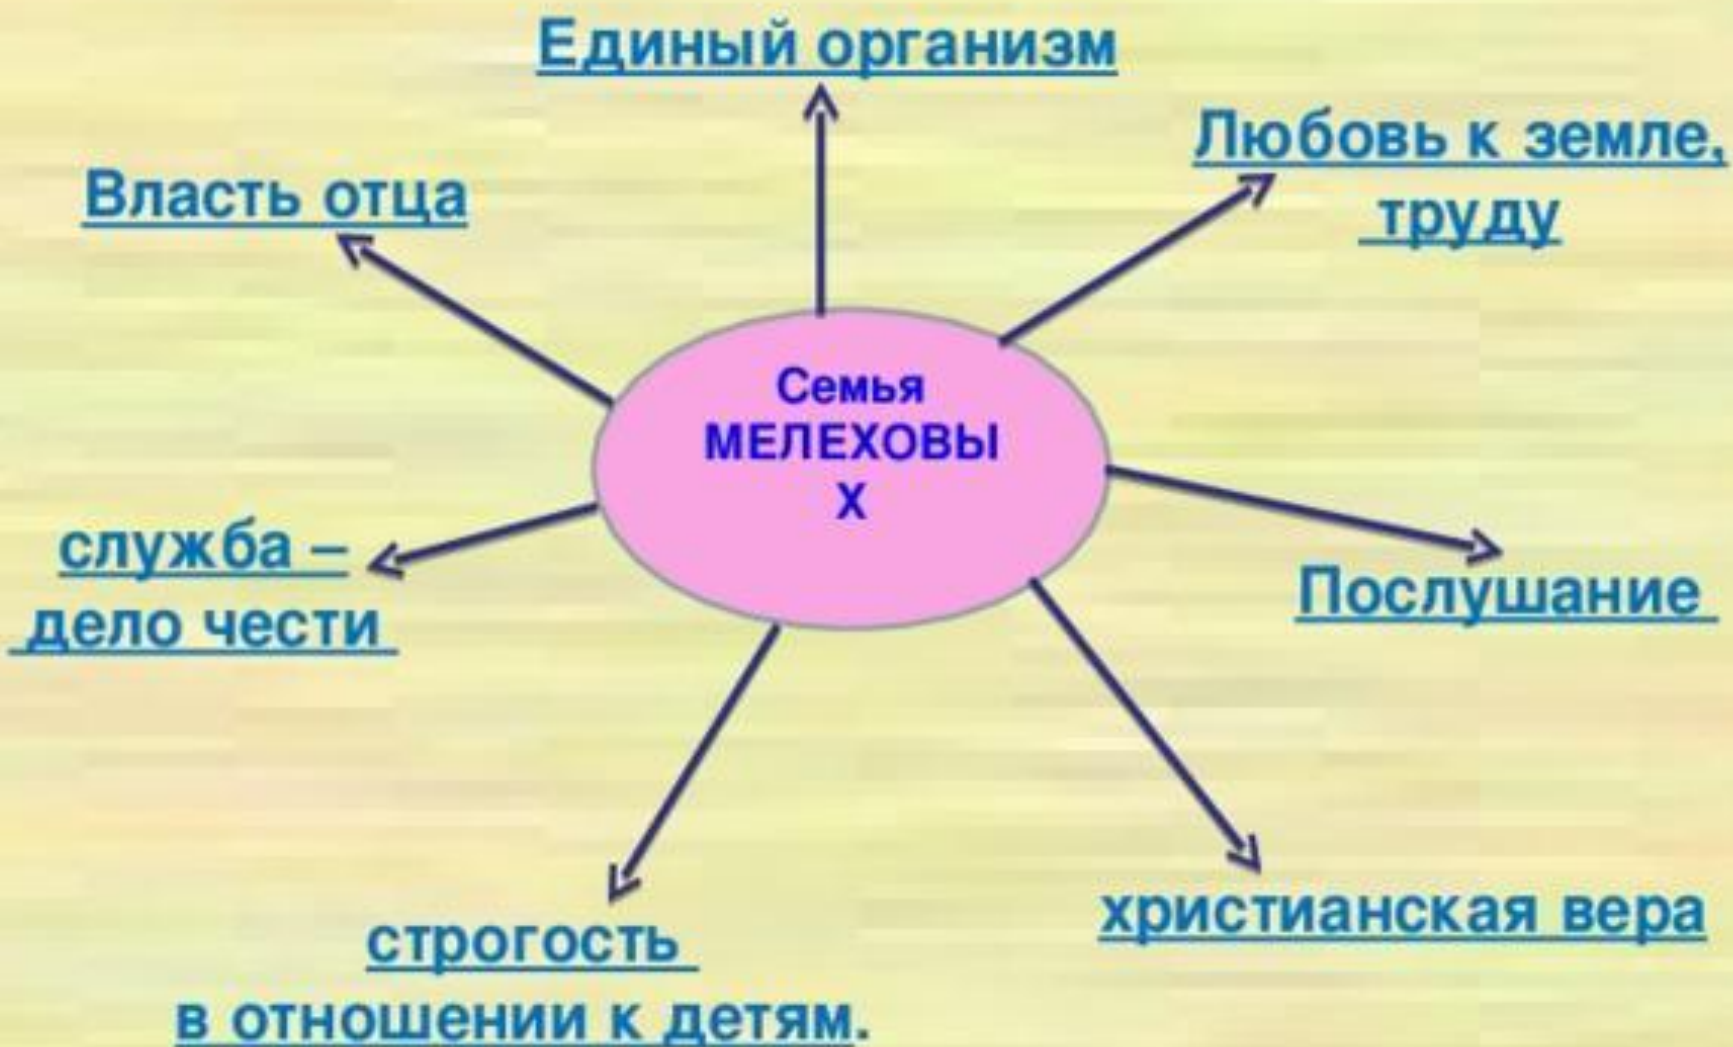 Единый организм
Любовь к земле,
труду
Власть отца
Семья
МЕЛЕХОВЫ
Х
служба –
дело чести
Послушание
христианская вера
строгость
в отношении к детям.